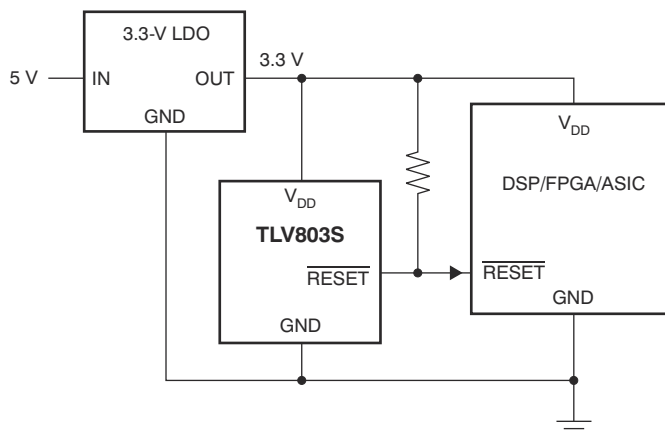 3.3-V LDO
5 V
IN
OUT
3.3 V
GND
V_DD
TLV803S
RESET
GND
V_DD
DSP/FPGA/ASIC
RESET
GND